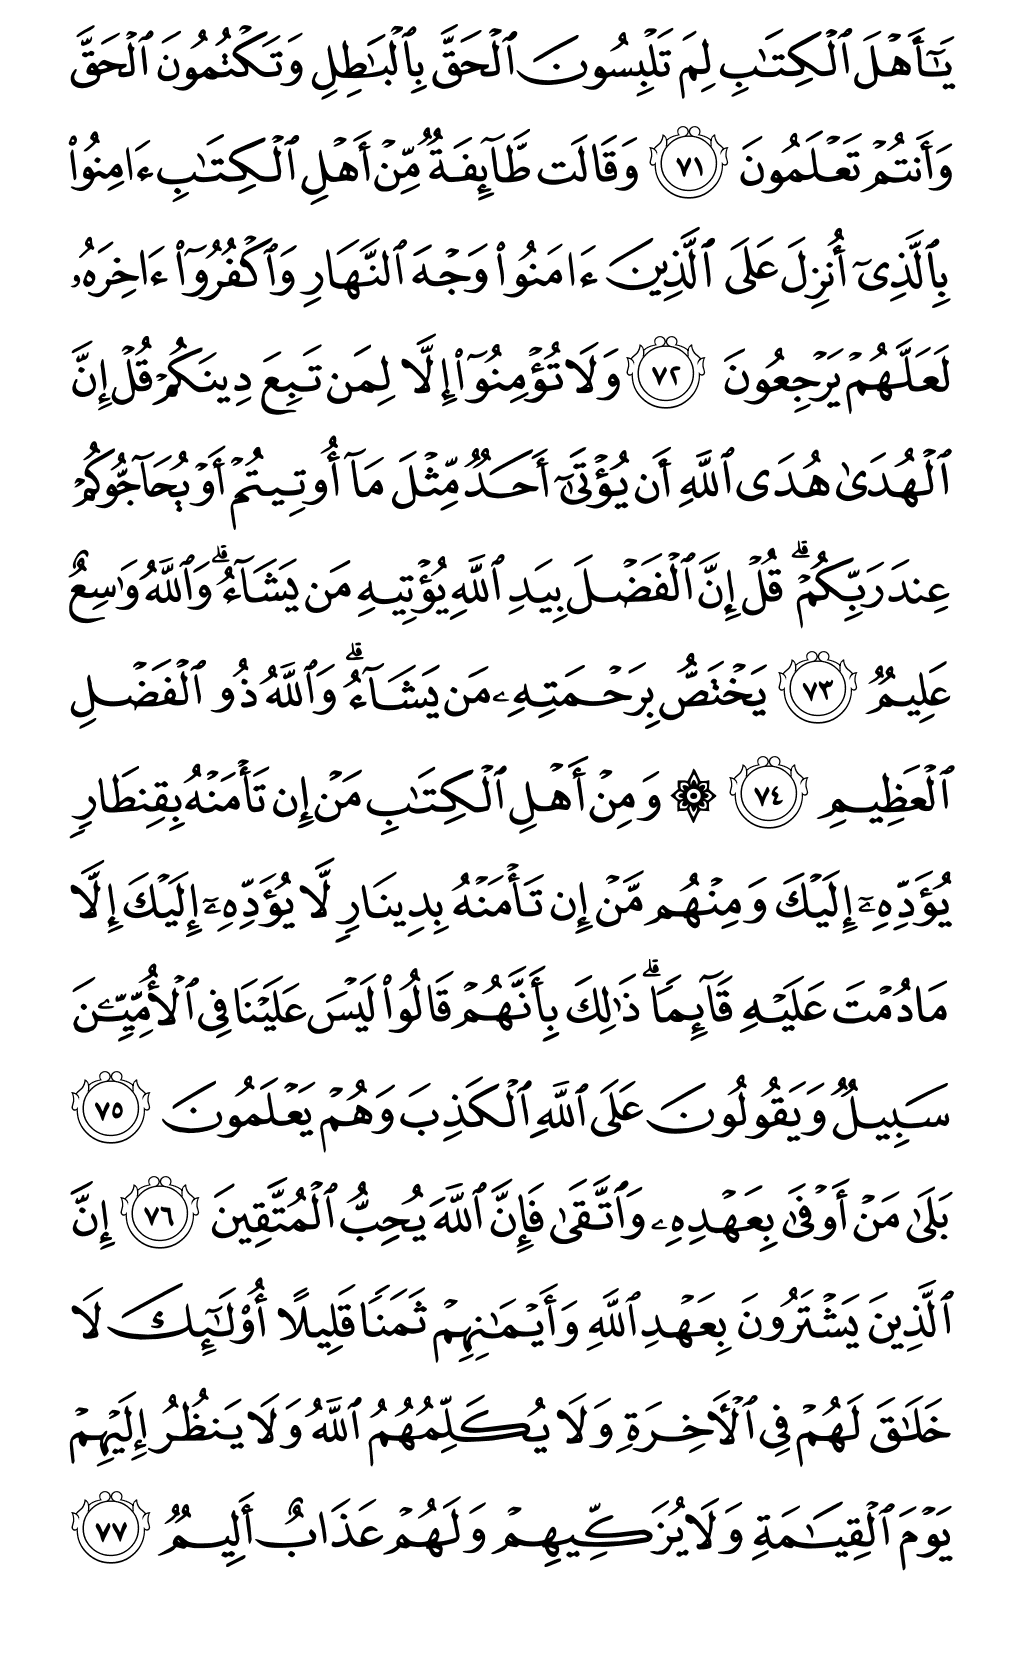 يَٰٓأَهۡلَ ٱلۡكِتَٰبِ لِمَ تَلۡبِسُونَ ٱلۡحَقَّ بِٱلۡبَٰطِلِ وَتَكۡتُمُونَ ٱلۡحَقَّ
وَأَنتُمۡ تَعۡلَمُونَ ٧١ وَقَالَت طَّآئِفَةٞ مِّنۡ أَهۡلِ ٱلۡكِتَٰبِ ءَامِنُواْ
بِٱلَّذِيٓ أُنزِلَ عَلَى ٱلَّذِينَ ءَامَنُواْ وَجۡهَ ٱلنَّهَارِ وَٱكۡفُرُوٓاْ ءَاخِرَهُۥ
لَعَلَّهُمۡ يَرۡجِعُونَ ٧٢ وَلَا تُؤۡمِنُوٓاْ إِلَّا لِمَن تَبِعَ دِينَكُمۡ قُلۡ إِنَّ
ٱلۡهُدَىٰ هُدَى ٱللَّهِ أَن يُؤۡتَىٰٓ أَحَدٞ مِّثۡلَ مَآ أُوتِيتُمۡ أَوۡ يُحَآجُّوكُمۡ
عِندَ رَبِّكُمۡۗ قُلۡ إِنَّ ٱلۡفَضۡلَ بِيَدِ ٱللَّهِ يُؤۡتِيهِ مَن يَشَآءُۗ وَٱللَّهُ وَٰسِعٌ
عَلِيمٞ ٧٣ يَخۡتَصُّ بِرَحۡمَتِهِۦ مَن يَشَآءُۗ وَٱللَّهُ ذُو ٱلۡفَضۡلِ
ٱلۡعَظِيمِ ٧٤ ۞ وَمِنۡ أَهۡلِ ٱلۡكِتَٰبِ مَنۡ إِن تَأۡمَنۡهُ بِقِنطَارٖ
يُؤَدِّهِۦٓ إِلَيۡكَ وَمِنۡهُم مَّنۡ إِن تَأۡمَنۡهُ بِدِينَارٖ لَّا يُؤَدِّهِۦٓ إِلَيۡكَ إِلَّا
مَا دُمۡتَ عَلَيۡهِ قَآئِمٗاۗ ذَٰلِكَ بِأَنَّهُمۡ قَالُواْ لَيۡسَ عَلَيۡنَا فِي ٱلۡأُمِّيِّـۧنَ
سَبِيلٞ وَيَقُولُونَ عَلَى ٱللَّهِ ٱلۡكَذِبَ وَهُمۡ يَعۡلَمُونَ ٧٥
بَلَىٰ مَنۡ أَوۡفَىٰ بِعَهۡدِهِۦ وَٱتَّقَىٰ فَإِنَّ ٱللَّهَ يُحِبُّ ٱلۡمُتَّقِينَ ٧٦ إِنَّ
ٱلَّذِينَ يَشۡتَرُونَ بِعَهۡدِ ٱللَّهِ وَأَيۡمَٰنِهِمۡ ثَمَنٗا قَلِيلًا أُوْلَٰٓئِكَ لَا
خَلَٰقَ لَهُمۡ فِي ٱلۡأٓخِرَةِ وَلَا يُكَلِّمُهُمُ ٱللَّهُ وَلَا يَنظُرُ إِلَيۡهِمۡ
يَوۡمَ ٱلۡقِيَٰمَةِ وَلَا يُزَكِّيهِمۡ وَلَهُمۡ عَذَابٌ أَلِيمٞ ٧٧